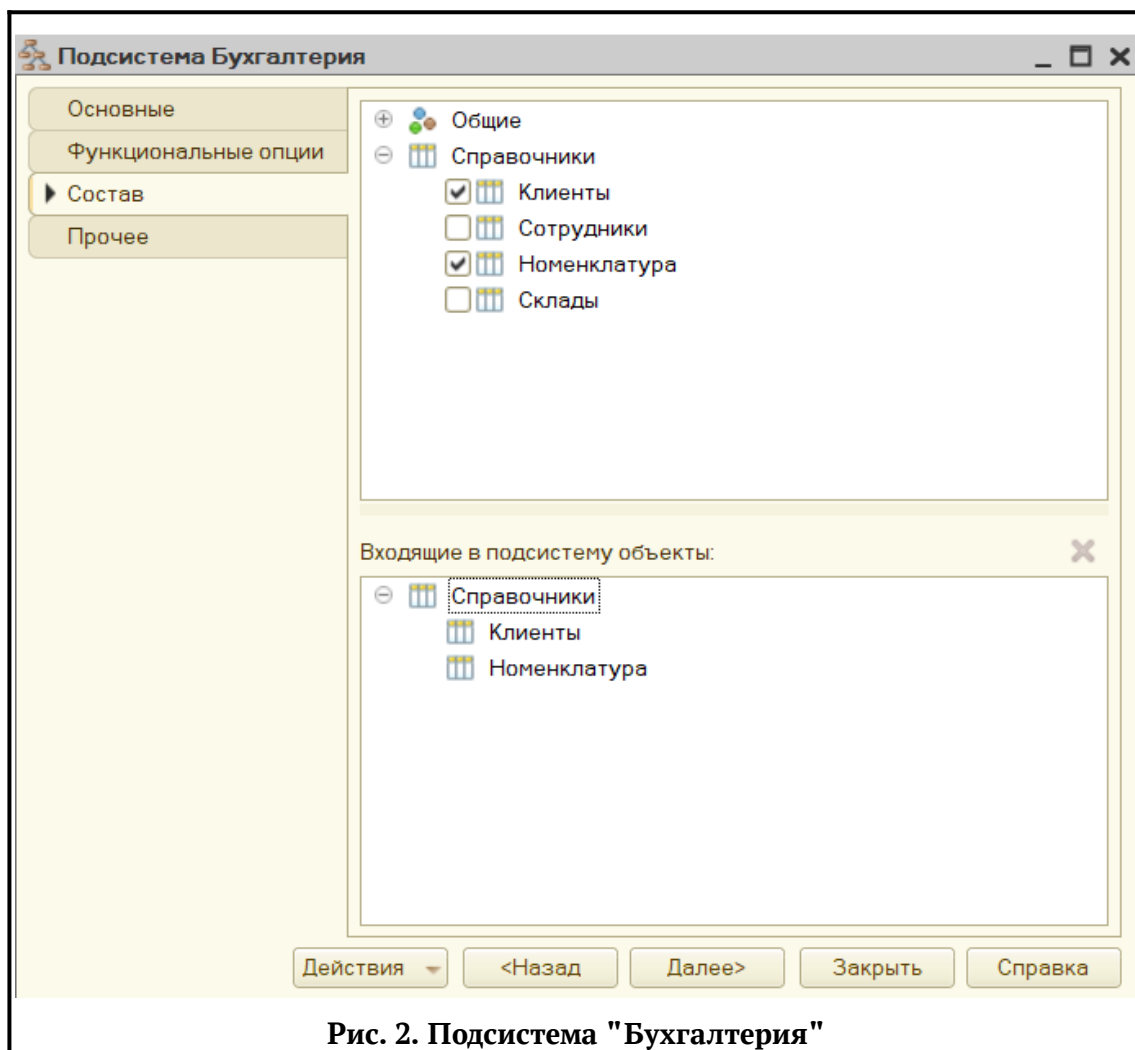 Подсистема Бухгалтерия
Основные
Функциональные опции
Состав
Прочее
Общие
Справочники
Клиенты
Сотрудники
Номенклатура
Склады
Входящие в подсистему объекты:
Справочники
Клиенты
Номенклатура
Действия <Назад Далее> Закрыть Справка
Рис. 2. Подсистема "Бухгалтерия"